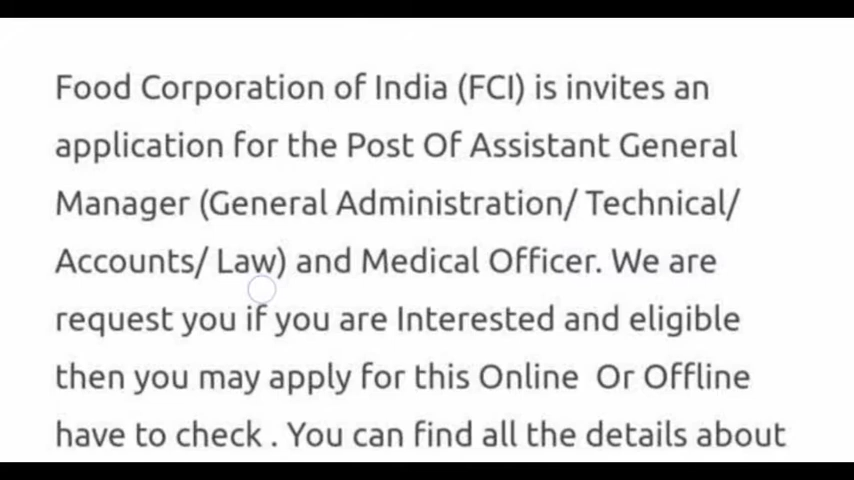 Food Corporation of India (FCI) is invites an
application for the Post Of Assistant General
Manager (General Administration/ Technical/
Accounts/ Law) and Medical Officer. We are
request you if you are Interested and eligible
then you may apply for this Online  Or Offline
have to check . You can find all the details about